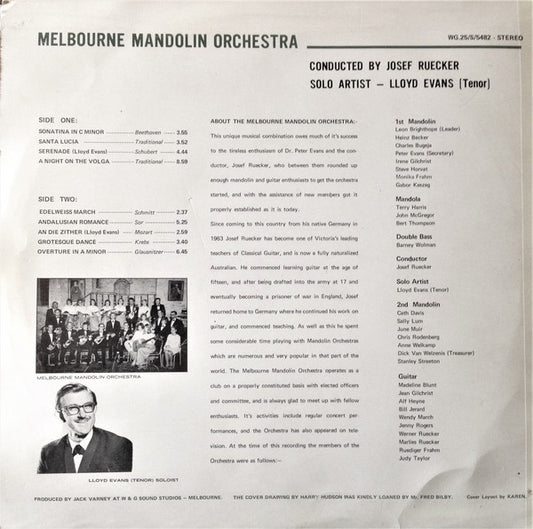 MELBOURNE MANDOLIN ORCHESTRA
WG.25/S/5482 - STEREO
CONDUCTED BY JOSEF RUECKER
SOLO ARTIST – LLOYD EVANS (Tenor)
SIDE ONE:
SONATINA IN C MINOR Beethoven 3.55
SANTA LUCIA Traditional 3.52
SERENADE (Lloyd Evans) Schubert 4.44
A NIGHT ON THE VOLGA Traditional 8.59
SIDE TWO:
EDELWEISS MARCH Schmitt 2.37
ANDALUSIAN ROMANCE Sor 5.25
AN DIE ZITHER (Lloyd Evans) Mozart 2.59
GROTESQUE DANCE Krebs 3.40
OVERTURE IN A MINOR Glausnitzer 6.45
MELBOURNE MANDOLIN ORCHESTRA
LLOYD EVANS (TENOR) SOLOIST
ABOUT THE MELBOURNE MANDOLIN ORCHESTRA:-
This unique musical combination owes much of it's success
to the tireless enthusiasm of Dr. Peter Evans and the con-
ductor, Josef Ruecker, who between them rounded up
enough mandolin and guitar enthusiasts to get the orchestra
started, and with the assistance of new members got it
properly established as it is today.
Since coming to this country from his native Germany in
1963 Josef Ruecker has become one of Victoria's leading
teachers of Classical Guitar, and is now a fully naturalized
Australian. He commenced learning guitar at the age of
fifteen, and after being drafted into the army at 17 and
eventually becoming a prisoner of war in England, Josef
returned home to Germany where he continued his work on
guitar, and commenced teaching. As well as this he spent
some considerable time playing with Mandolin Orchestras
which are numerous and very popular in that part of the
world. The Melbourne Mandolin Orchestra operates as a
club on a properly constituted basis with elected officers
and committee, and is always glad to meet up with fellow
enthusiasts. It's activities include regular concert per-
formances, and the Orchestra has also appeared on tele-
vision. At the time of this recording the members of the
Orchestra were as follows:–
1st Mandolin
Leon Brighthope (Leader)
Heinz Becker
Charles Bugeja
Peter Evans (Secretary)
Irene Gilchrist
Steve Horvat
Monika Frahm
Gabor Kaszig
Mandola
Terry Harris
John McGregor
Bert Thompson
Double Bass
Barney Wolman
Conductor
Josef Ruecker
Solo Artist
Lloyd Evans (Tenor)
2nd Mandolin
Cath Davis
Sally Lum
June Muir
Chris Rodenberg
Anne Welkamp
Dick Van Welzenis (Treasurer)
Stanley Streeton
Guitar
Madeline Blunt
Jean Gilchrist
Alf Heyne
Bill Jerard
Wendy March
Jenny Rogers
Werner Ruecker
Marlies Ruecker
Ruediger Frahm
Judy Taylor
PRODUCED BY JACK VARNEY AT W & G SOUND STUDIOS – MELBOURNE. THE COVER DRAWING BY HARRY HUDSON WAS KINDLY LOANED BY Mr. FRED BILBY. Cover Layout by KAREN.